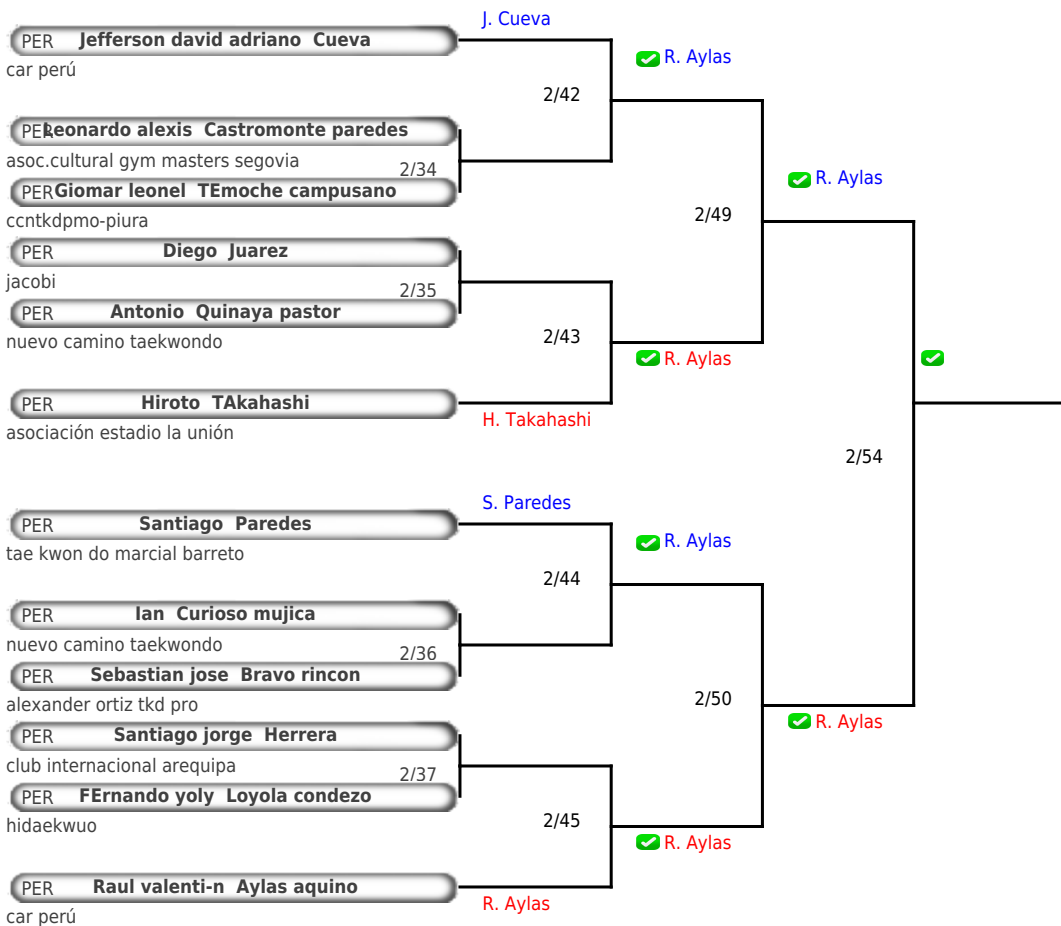 J. Cueva
PER Jefferson david adriano Cueva
car perú
R. Aylas
2/42
PER Leonardo alexis Castromonte paredes
asoc.cultural gym masters segovia
2/34
PER Giomar leonel TEmoche campusano
ccntkdpmo-piura
R. Aylas
2/49
PER Diego Juarez
jacobi
2/35
PER Antonio Quinaya pastor
nuevo camino taekwondo
2/43
R. Aylas
PER Hiroto TAkahashi
asociación estadio la unión
H. Takahashi
2/54
S. Paredes
PER Santiago Paredes
tae kwon do marcial barreto
R. Aylas
2/44
PER Ian Curioso mujica
nuevo camino taekwondo
2/36
PER Sebastian jose Bravo rincon
alexander ortiz tkd pro
2/50
R. Aylas
PER Santiago jorge Herrera
club internacional arequipa
2/37
PER FErnando yoly Loyola condezo
hidaekwuo
2/45
R. Aylas
PER Raul valenti-n Aylas aquino
car perú
R. Aylas